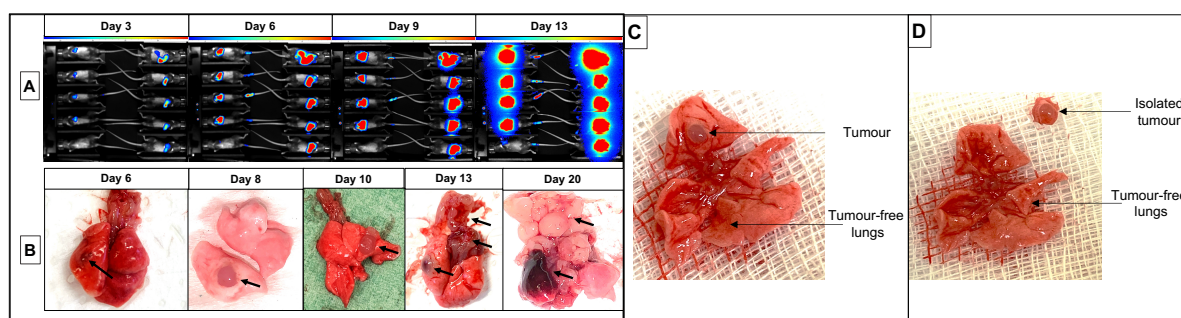 A
Day 3
Day 6
Day 9
Day 13
B
Day 6
Day 8
Day 10
Day 13
Day 20
C
Tumour
Tumour-free
lungs
D
Isolated
tumour
Tumour-free
lungs